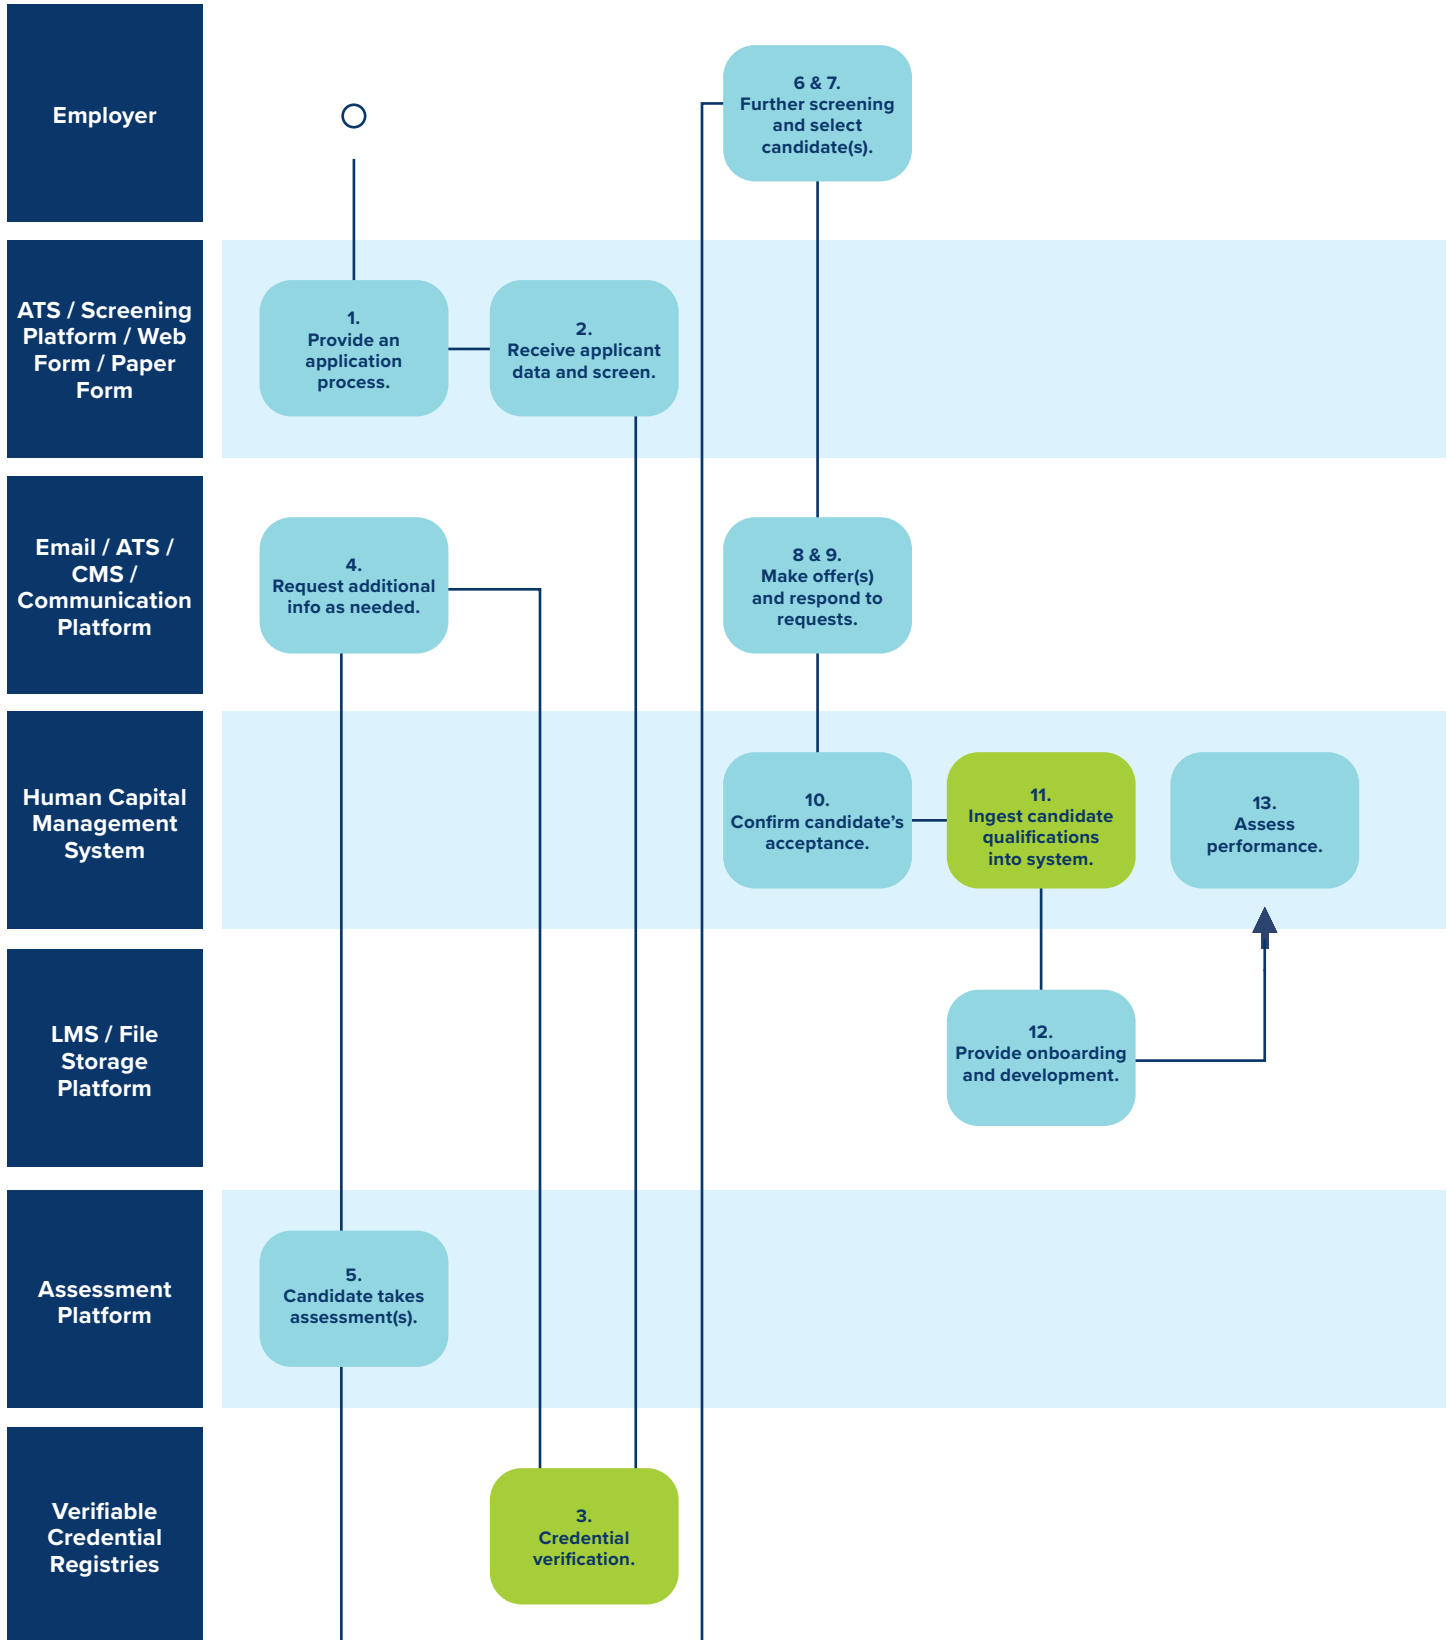 Employer
6 & 7.
Further screening
and select
candidate(s).
ATS / Screening
Platform / Web
Form / Paper
Form
1.
Provide an
application
process.
2.
Receive applicant
data and screen.
Email / ATS /
CMS /
Communication
Platform
4.
Request additional
info as needed.
8 & 9.
Make offer(s)
and respond to
requests.
Human Capital
Management
System
10.
Confirm candidate’s
acceptance.
11.
Ingest candidate
qualifications
into system.
13.
Assess
performance.
LMS / File
Storage
Platform
12.
Provide onboarding
and development.
Assessment
Platform
5.
Candidate takes
assessment(s).
Verifiable
Credential
Registries
3.
Credential
verification.